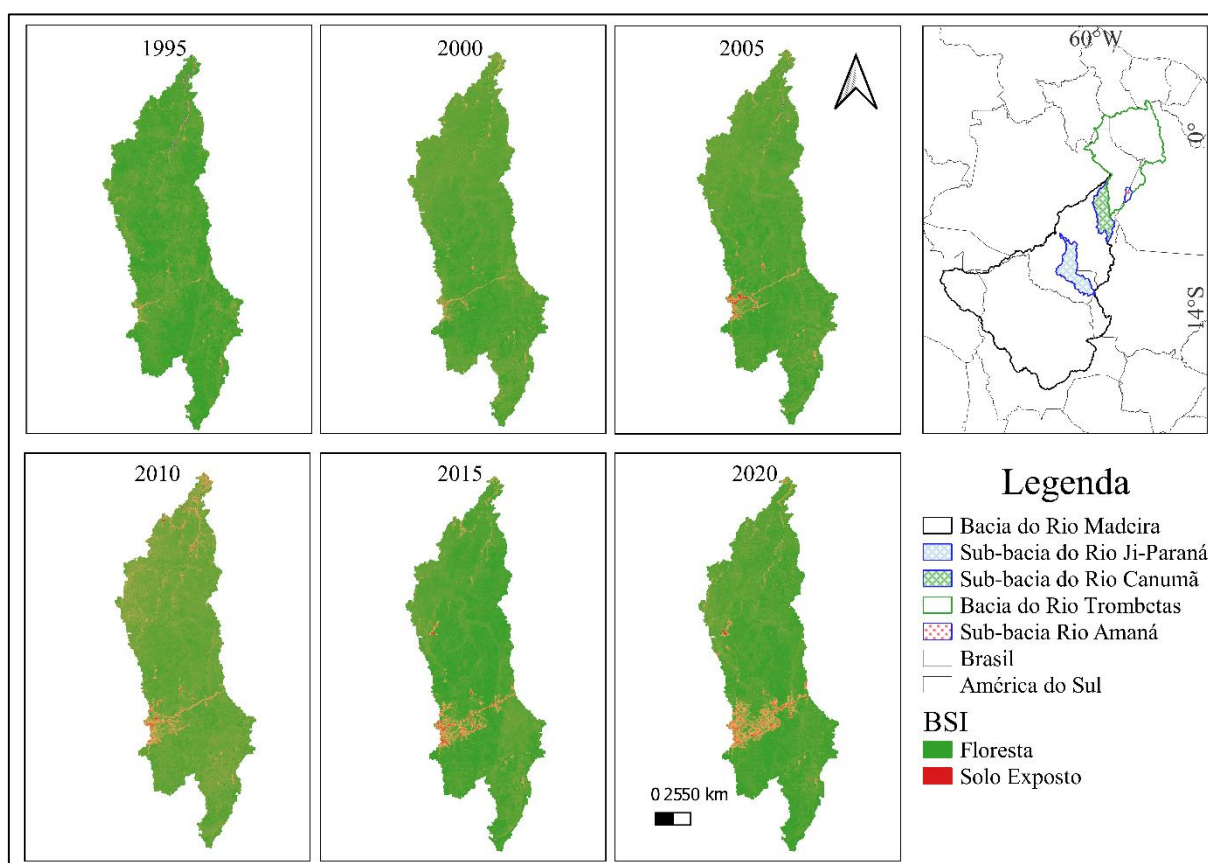 1995
2000
2005
60°W
0°
14°S
2010
2015
2020
0 2550 km
Legenda
Bacia do Rio Madeira
Sub-bacia do Rio Ji-Paraná
Sub-bacia do Rio Canumã
Bacia do Rio Trombetas
Sub-bacia Rio Amaná
Brasil
América do Sul
BSI
Floresta
Solo Exposto